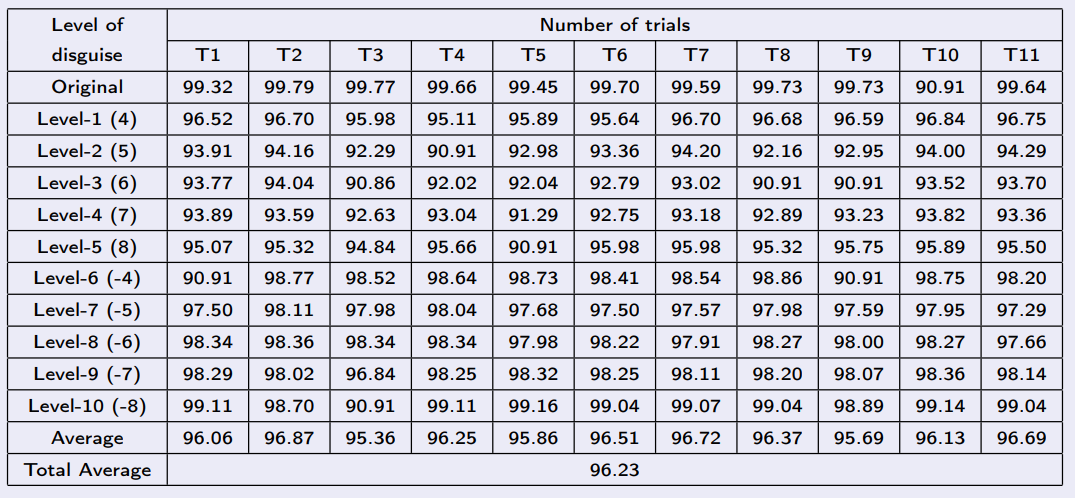 Level of disguise Number of trials
T1 T2 T3 T4 T5 T6 T7 T8 T9 T10 T11
Original 99.32 99.79 99.77 99.66 99.45 99.70 99.59 99.73 99.73 90.91 99.64
Level-1 (4) 96.52 96.70 95.98 95.11 95.89 95.64 96.70 96.68 96.59 96.84 96.75
Level-2 (5) 93.91 94.16 92.29 90.91 92.98 93.36 94.20 92.16 92.95 94.00 94.29
Level-3 (6) 93.77 94.04 90.86 92.02 92.04 92.79 93.02 90.91 90.91 93.52 93.70
Level-4 (7) 93.89 93.59 92.63 93.04 91.29 92.75 93.18 92.89 93.23 93.82 93.36
Level-5 (8) 95.07 95.32 94.84 95.66 90.91 95.98 95.98 95.32 95.75 95.89 95.50
Level-6 (-4) 90.91 98.77 98.52 98.64 98.73 98.41 98.54 98.86 90.91 98.75 98.20
Level-7 (-5) 97.50 98.11 97.98 98.04 97.68 97.50 97.57 97.98 97.59 97.95 97.29
Level-8 (-6) 98.34 98.36 98.34 98.34 97.98 98.22 97.91 98.27 98.00 98.27 97.66
Level-9 (-7) 98.29 98.02 96.84 98.25 98.32 98.25 98.11 98.20 98.07 98.36 98.14
Level-10 (-8) 99.11 98.70 90.91 99.11 99.16 99.04 99.07 99.04 98.89 99.14 99.04
Average 96.06 96.87 95.36 96.25 95.86 96.51 96.72 96.37 95.69 96.13 96.69
Total Average 96.23